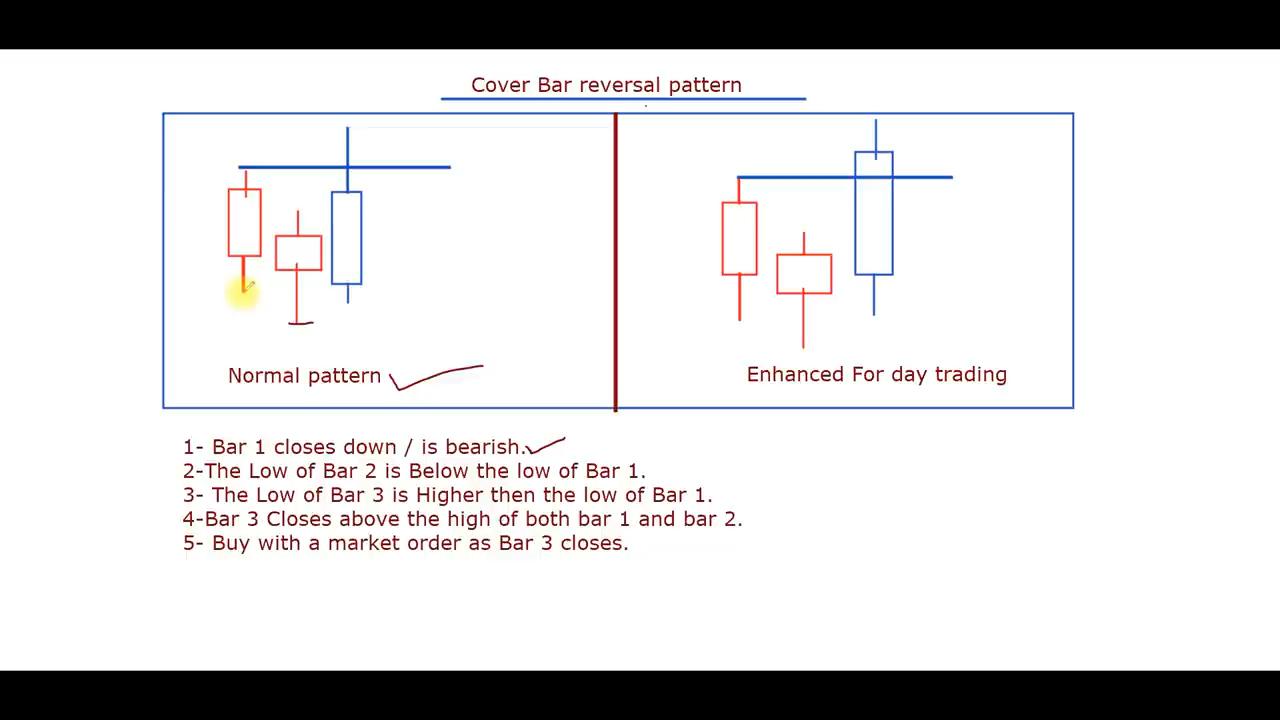 Cover Bar reversal pattern
Normal pattern
Enhanced For day trading
1- Bar 1 closes down / is bearish.
2-The Low of Bar 2 is Below the low of Bar 1.
3- The Low of Bar 3 is Higher then the low of Bar 1.
4-Bar 3 Closes above the high of both bar 1 and bar 2.
5- Buy with a market order as Bar 3 closes.